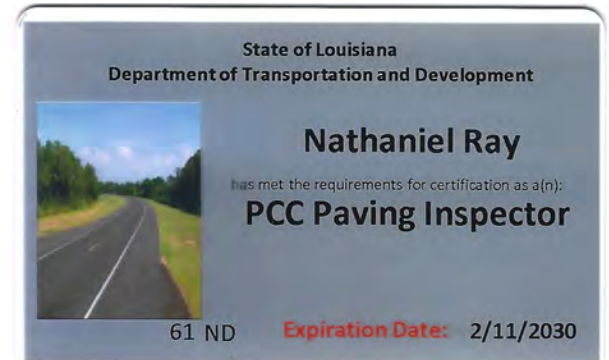 State of Louisiana
Department of Transportation and Development
Nathaniel Ray
has met the requirements for certification as a(n):
PCC Paving Inspector
61 ND Expiration Date: 2/11/2030